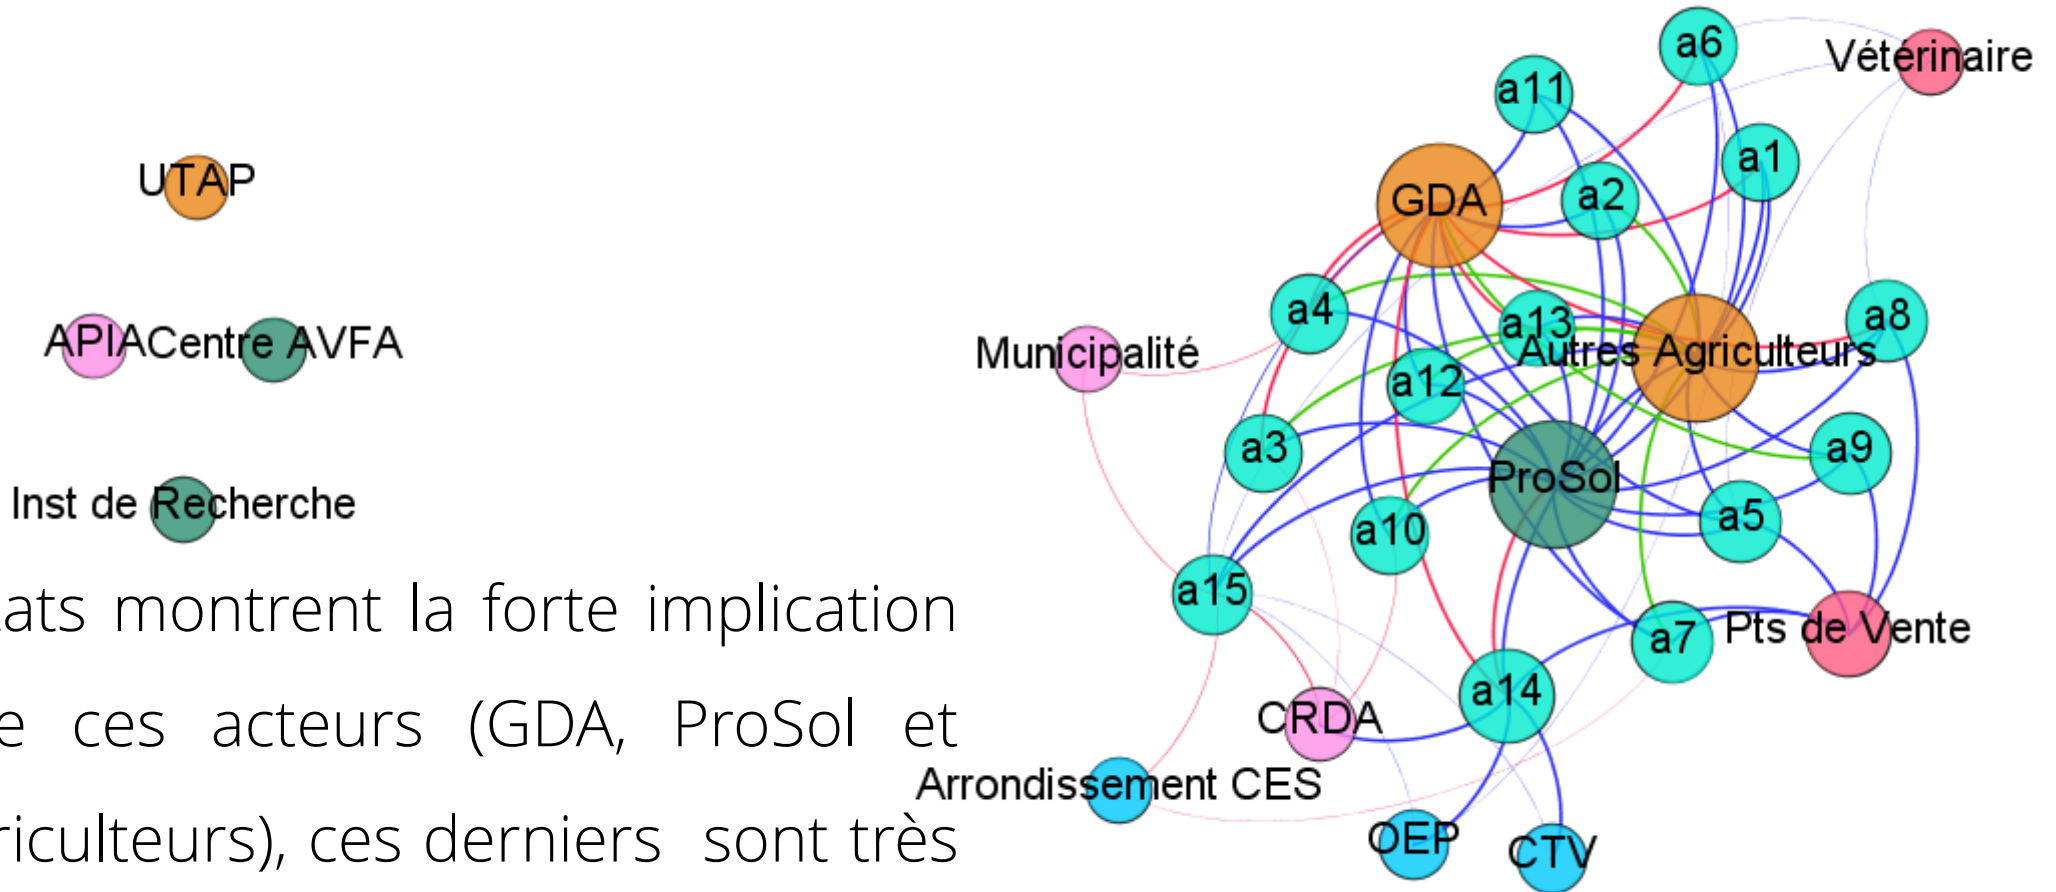 UTAP
APIA
Centre AVFA
Inst de Recherche
montrent la forte implication
ces acteurs (GDA, ProSol et
ces derniers sont très
a6
Vétérinaire
a11
a1
GDA
a2
a4
a13
a8
Municipalité
Autres Agriculteurs
a12
a3
a9
ProSol
a10
a5
a15
Pts de Vente
a7
a14
CRDA
Arrondissement CES
OEP
CTV